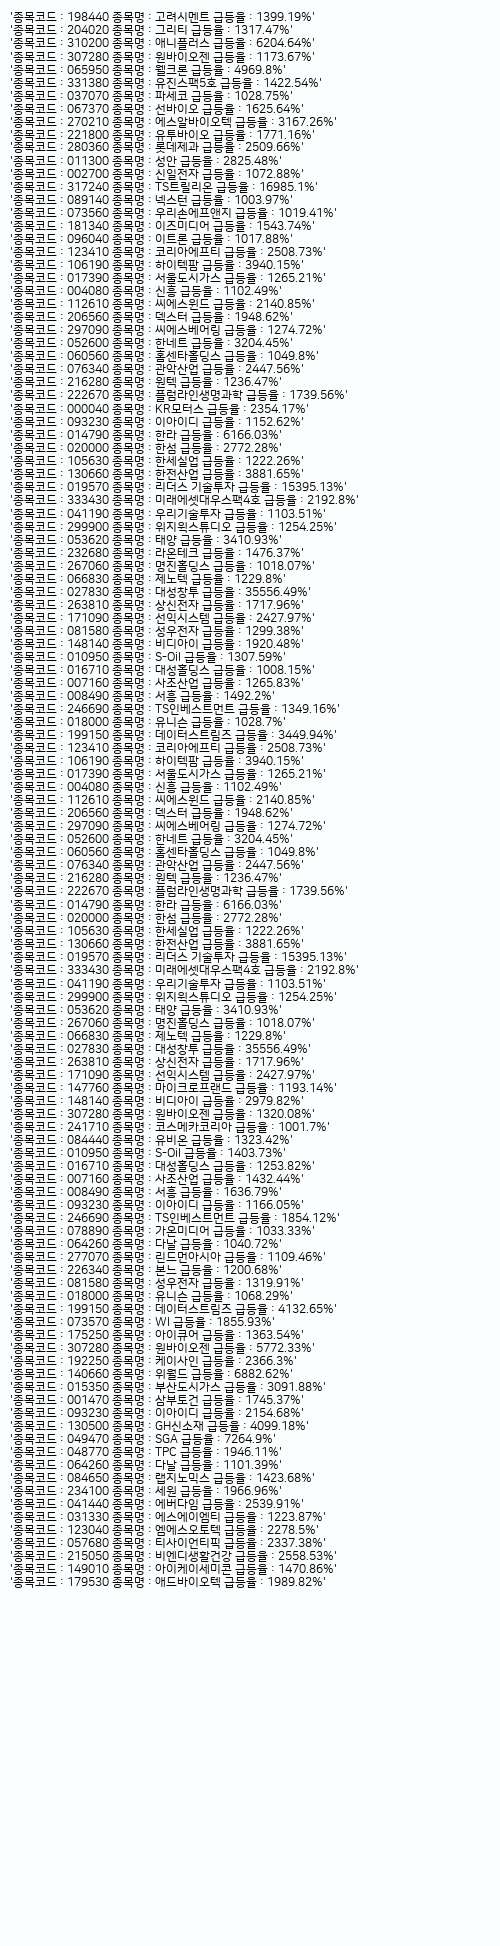 '종목코드 : 198440 종목명 : 고려시멘트 급등율 : 1399.19%'
'종목코드 : 204020 종목명 : 그리티 급등율 : 1317.47%'
'종목코드 : 310200 종목명 : 애니플러스 급등율 : 6204.64%'
'종목코드 : 307280 종목명 : 원바이오젠 급등율 : 1173.67%'
'종목코드 : 065950 종목명 : 웰크론 급등율 : 4969.8%'
'종목코드 : 331380 종목명 : 유진스팩5호 급등율 : 1422.54%'
'종목코드 : 037070 종목명 : 파세코 급등율 : 1028.75%'
'종목코드 : 067370 종목명 : 선바이오 급등율 : 1625.64%'
'종목코드 : 270210 종목명 : 에스알바이오텍 급등율 : 3167.26%'
'종목코드 : 221800 종목명 : 유투바이오 급등율 : 1771.16%'
'종목코드 : 280360 종목명 : 롯데제과 급등율 : 2509.66%'
'종목코드 : 011300 종목명 : 성안 급등율 : 2825.48%'
'종목코드 : 002700 종목명 : 신일전자 급등율 : 1072.88%'
'종목코드 : 317240 종목명 : TS트릴리온 급등율 : 16985.1%'
'종목코드 : 089140 종목명 : 넥스턴 급등율 : 1003.97%'
'종목코드 : 073560 종목명 : 우리손에프앤지 급등율 : 1019.41%'
'종목코드 : 181340 종목명 : 이즈미디어 급등율 : 1543.74%'
'종목코드 : 096040 종목명 : 이트론 급등율 : 1017.88%'
'종목코드 : 123410 종목명 : 코리아에프티 급등율 : 2508.73%'
'종목코드 : 106190 종목명 : 하이텍팜 급등율 : 3940.15%'
'종목코드 : 017390 종목명 : 서울도시가스 급등율 : 1265.21%'
'종목코드 : 004080 종목명 : 신흥 급등율 : 1102.49%'
'종목코드 : 112610 종목명 : 씨에스윈드 급등율 : 2140.85%'
'종목코드 : 206560 종목명 : 덱스터 급등율 : 1948.62%'
'종목코드 : 297090 종목명 : 씨에스베어링 급등율 : 1274.72%'
'종목코드 : 052600 종목명 : 한네트 급등율 : 3204.45%'
'종목코드 : 060560 종목명 : 홈센타홀딩스 급등율 : 1049.8%'
'종목코드 : 076340 종목명 : 관악산업 급등율 : 2447.56%'
'종목코드 : 216280 종목명 : 원텍 급등율 : 1236.47%'
'종목코드 : 222670 종목명 : 플럼라인생명과학 급등율 : 1739.56%'
'종목코드 : 000040 종목명 : KR모터스 급등율 : 2354.17%'
'종목코드 : 093230 종목명 : 이아이디 급등율 : 1152.62%'
'종목코드 : 014790 종목명 : 한라 급등율 : 6166.03%'
'종목코드 : 020000 종목명 : 한섬 급등율 : 2772.28%'
'종목코드 : 105630 종목명 : 한세실업 급등율 : 1222.26%'
'종목코드 : 130660 종목명 : 한전산업 급등율 : 3881.65%'
'종목코드 : 019570 종목명 : 리더스 기술투자 급등율 : 15395.13%'
'종목코드 : 333430 종목명 : 미래에셋대우스팩4호 급등율 : 2192.8%'
'종목코드 : 041190 종목명 : 우리기술투자 급등율 : 1103.51%'
'종목코드 : 299900 종목명 : 위지윅스튜디오 급등율 : 1254.25%'
'종목코드 : 053620 종목명 : 태양 급등율 : 3410.93%'
'종목코드 : 232680 종목명 : 라온테크 급등율 : 1476.37%'
'종목코드 : 267060 종목명 : 명진홀딩스 급등율 : 1018.07%'
'종목코드 : 066830 종목명 : 제노텍 급등율 : 1229.8%'
'종목코드 : 027830 종목명 : 대성창투 급등율 : 35556.49%'
'종목코드 : 263810 종목명 : 상신전자 급등율 : 1717.96%'
'종목코드 : 171090 종목명 : 선익시스템 급등율 : 2427.97%'
'종목코드 : 081580 종목명 : 성우전자 급등율 : 1299.38%'
'종목코드 : 148140 종목명 : 비디아이 급등율 : 1920.48%'
'종목코드 : 010950 종목명 : S-Oil 급등율 : 1307.59%'
'종목코드 : 016710 종목명 : 대성홀딩스 급등율 : 1008.15%'
'종목코드 : 007160 종목명 : 사조산업 급등율 : 1265.83%'
'종목코드 : 008490 종목명 : 서흥 급등율 : 1492.2%'
'종목코드 : 246690 종목명 : TS인베스트먼트 급등율 : 1349.16%'
'종목코드 : 018000 종목명 : 유니슨 급등율 : 1028.7%'
'종목코드 : 199150 종목명 : 데이터스트림즈 급등율 : 3449.94%'
'종목코드 : 123410 종목명 : 코리아에프티 급등율 : 2508.73%'
'종목코드 : 106190 종목명 : 하이텍팜 급등율 : 3940.15%'
'종목코드 : 017390 종목명 : 서울도시가스 급등율 : 1265.21%'
'종목코드 : 004080 종목명 : 신흥 급등율 : 1102.49%'
'종목코드 : 112610 종목명 : 씨에스윈드 급등율 : 2140.85%'
'종목코드 : 206560 종목명 : 덱스터 급등율 : 1948.62%'
'종목코드 : 297090 종목명 : 씨에스베어링 급등율 : 1274.72%'
'종목코드 : 052600 종목명 : 한네트 급등율 : 3204.45%'
'종목코드 : 060560 종목명 : 홈센타홀딩스 급등율 : 1049.8%'
'종목코드 : 076340 종목명 : 관악산업 급등율 : 2447.56%'
'종목코드 : 216280 종목명 : 원텍 급등율 : 1236.47%'
'종목코드 : 222670 종목명 : 플럼라인생명과학 급등율 : 1739.56%'
'종목코드 : 014790 종목명 : 한라 급등율 : 6166.03%'
'종목코드 : 020000 종목명 : 한섬 급등율 : 2772.28%'
'종목코드 : 105630 종목명 : 한세실업 급등율 : 1222.26%'
'종목코드 : 130660 종목명 : 한전산업 급등율 : 3881.65%'
'종목코드 : 019570 종목명 : 리더스 기술투자 급등율 : 15395.13%'
'종목코드 : 333430 종목명 : 미래에셋대우스팩4호 급등율 : 2192.8%'
'종목코드 : 041190 종목명 : 우리기술투자 급등율 : 1103.51%'
'종목코드 : 299900 종목명 : 위지윅스튜디오 급등율 : 1254.25%'
'종목코드 : 053620 종목명 : 태양 급등율 : 3410.93%'
'종목코드 : 267060 종목명 : 명진홀딩스 급등율 : 1018.07%'
'종목코드 : 066830 종목명 : 제노텍 급등율 : 1229.8%'
'종목코드 : 027830 종목명 : 대성창투 급등율 : 35556.49%'
'종목코드 : 263810 종목명 : 상신전자 급등율 : 1717.96%'
'종목코드 : 171090 종목명 : 선익시스템 급등율 : 2427.97%'
'종목코드 : 147760 종목명 : 마이크로프랜드 급등율 : 1193.14%'
'종목코드 : 148140 종목명 : 비디아이 급등율 : 2979.82%'
'종목코드 : 307280 종목명 : 원바이오젠 급등율 : 1320.08%'
'종목코드 : 241710 종목명 : 코스메카코리아 급등율 : 1001.7%'
'종목코드 : 084440 종목명 : 유비온 급등율 : 1323.42%'
'종목코드 : 010950 종목명 : S-Oil 급등율 : 1403.73%'
'종목코드 : 016710 종목명 : 대성홀딩스 급등율 : 1253.82%'
'종목코드 : 007160 종목명 : 사조산업 급등율 : 1432.44%'
'종목코드 : 008490 종목명 : 서흥 급등율 : 1636.79%'
'종목코드 : 093230 종목명 : 이아이디 급등율 : 1166.05%'
'종목코드 : 246690 종목명 : TS인베스트먼트 급등율 : 1854.12%'
'종목코드 : 078890 종목명 : 가온미디어 급등율 : 1033.33%'
'종목코드 : 064260 종목명 : 다날 급등율 : 1040.72%'
'종목코드 : 277070 종목명 : 린드먼아시아 급등율 : 1109.46%'
'종목코드 : 226340 종목명 : 본느 급등율 : 1200.68%'
'종목코드 : 081580 종목명 : 성우전자 급등율 : 1319.91%'
'종목코드 : 018000 종목명 : 유니슨 급등율 : 1068.29%'
'종목코드 : 199150 종목명 : 데이터스트림즈 급등율 : 4132.65%'
'종목코드 : 073570 종목명 : WI 급등율 : 1855.93%'
'종목코드 : 175250 종목명 : 아이큐어 급등율 : 1363.54%'
'종목코드 : 307280 종목명 : 원바이오젠 급등율 : 5772.33%'
'종목코드 : 192250 종목명 : 케이사인 급등율 : 2366.3%'
'종목코드 : 140660 종목명 : 위월드 급등율 : 6882.62%'
'종목코드 : 015350 종목명 : 부산도시가스 급등율 : 3091.88%'
'종목코드 : 001470 종목명 : 삼부토건 급등율 : 1745.37%'
'종목코드 : 093230 종목명 : 이아이디 급등율 : 2154.68%'
'종목코드 : 130500 종목명 : GH신소재 급등율 : 4099.18%'
'종목코드 : 049470 종목명 : SGA 급등율 : 7264.9%'
'종목코드 : 048770 종목명 : TPC 급등율 : 1946.11%'
'종목코드 : 064260 종목명 : 다날 급등율 : 1101.39%'
'종목코드 : 084650 종목명 : 랩지노믹스 급등율 : 1423.68%'
'종목코드 : 234100 종목명 : 세원 급등율 : 1966.96%'
'종목코드 : 041440 종목명 : 에버다임 급등율 : 2539.91%'
'종목코드 : 031330 종목명 : 에스에이엠티 급등율 : 1223.87%'
'종목코드 : 123040 종목명 : 엠에스오토텍 급등율 : 2278.5%'
'종목코드 : 057680 종목명 : 티사이언티픽 급등율 : 2337.38%'
'종목코드 : 215050 종목명 : 비엔디생활건강 급등율 : 2558.53%'
'종목코드 : 149010 종목명 : 아이케이세미콘 급등율 : 1470.86%'
'종목코드 : 179530 종목명 : 애드바이오텍 급등율 : 1989.82%'